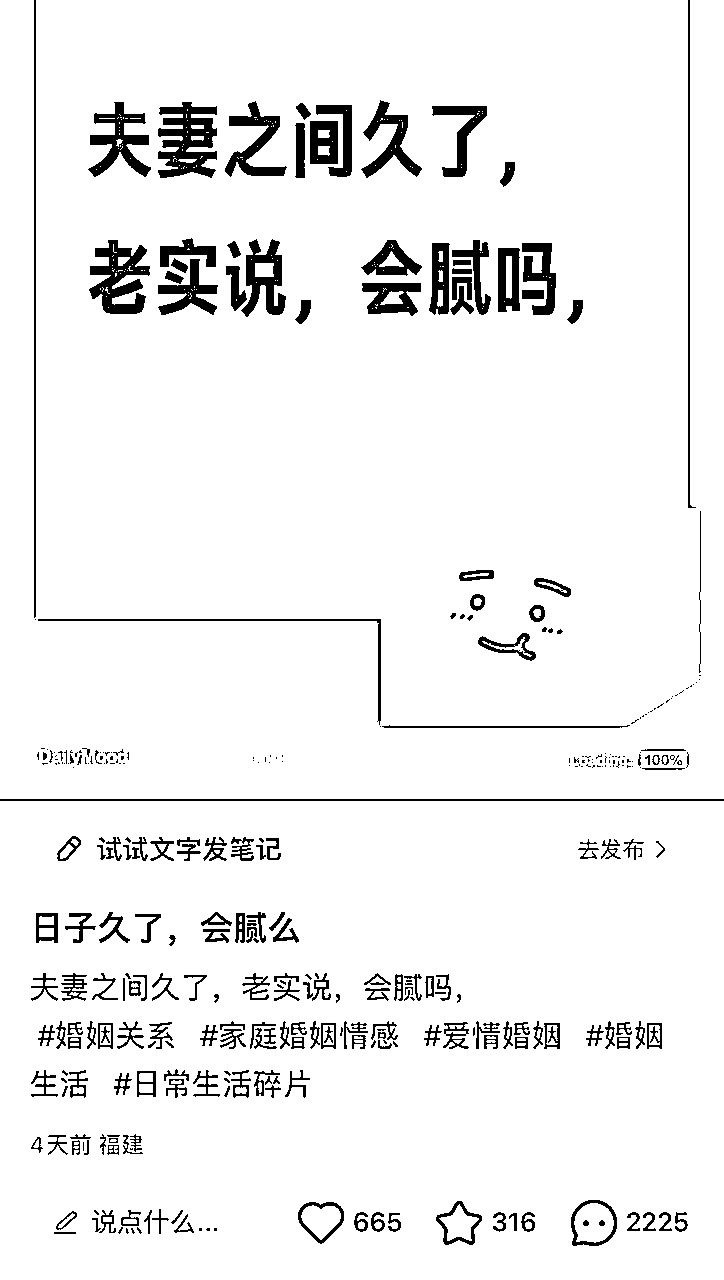 夫妻之间久了，
老实说，会腻吗，
DailyMood
Loading 100%
试试文字发笔记
去发布
日子久了，会腻么
夫妻之间久了，老实说，会腻吗，
#婚姻关系 #家庭婚姻情感 #爱情婚姻 #婚姻
生活 #日常生活碎片
4天前 福建
说点什么... 665 316 2225